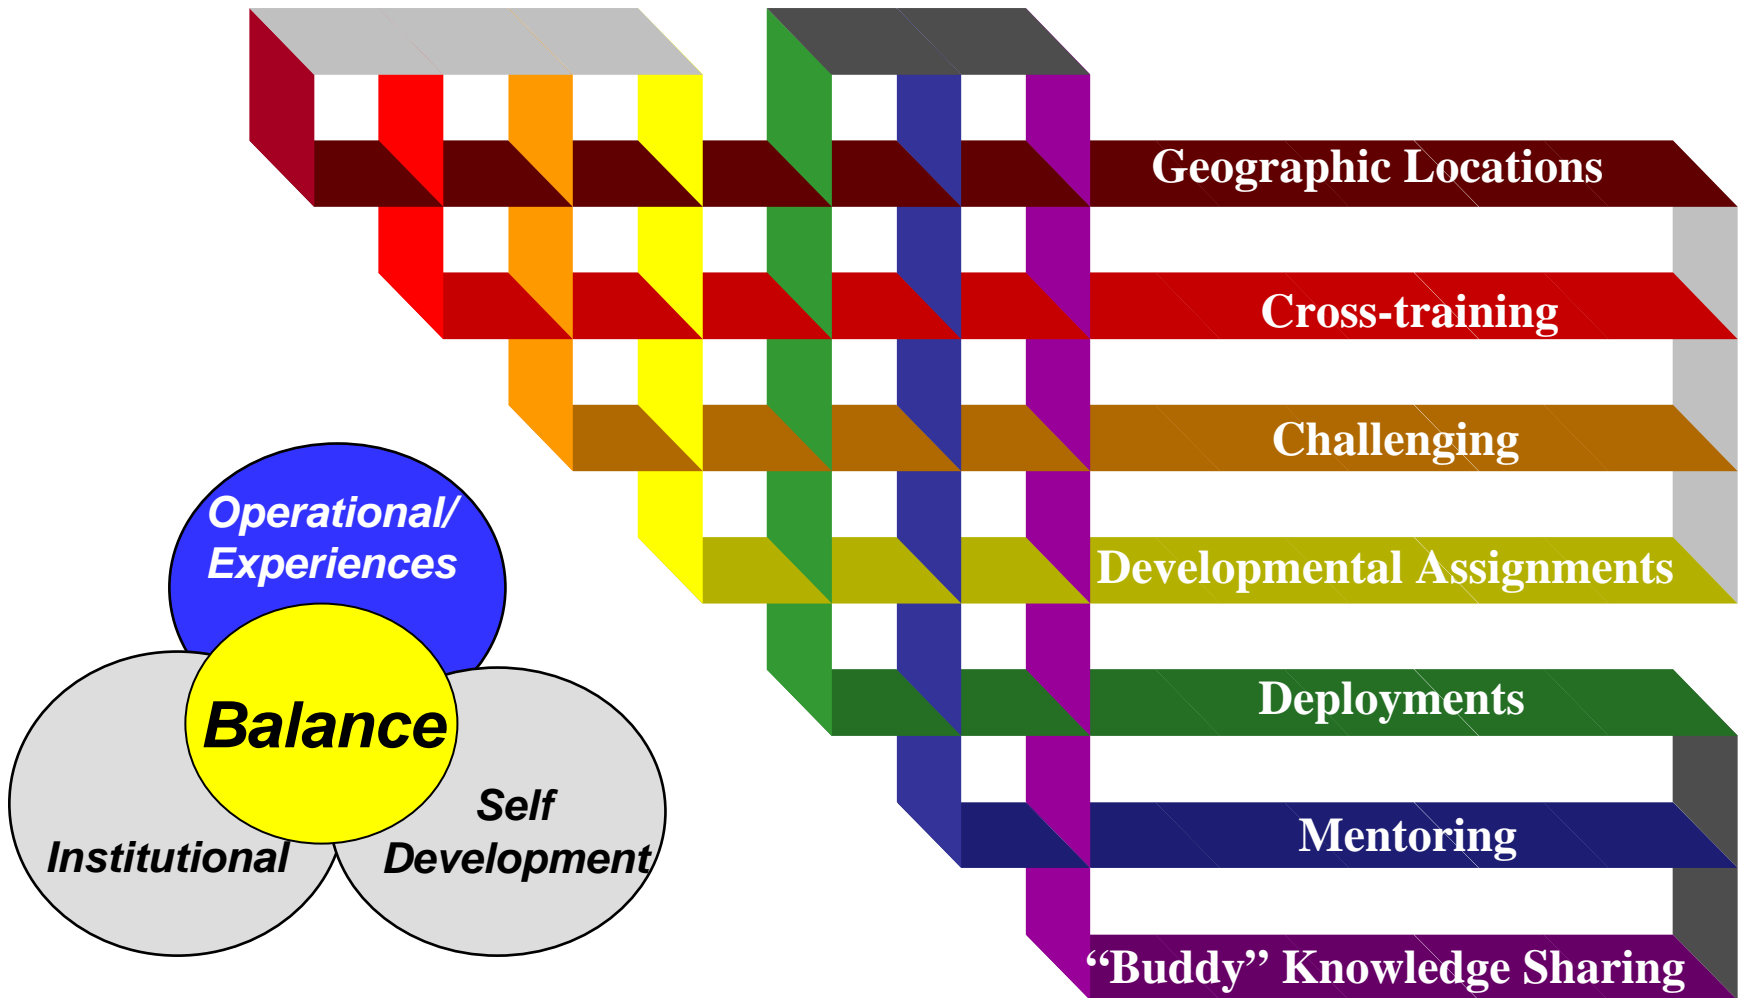 Geographic Locations
Cross-training
Challenging
Developmental Assignments
Deployments
Mentoring
“Buddy” Knowledge Sharing
Operational/
Experiences
Balance
Institutional
Self
Development